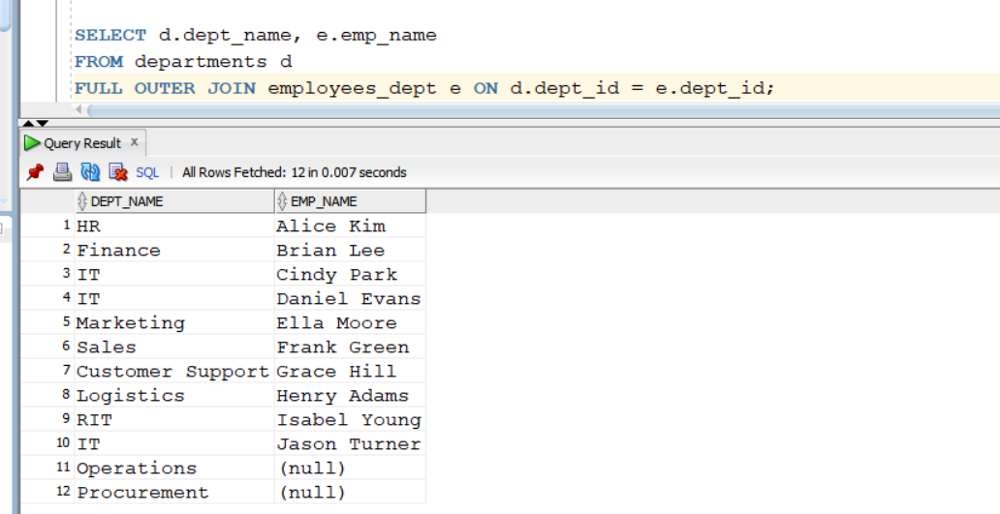 SELECT d.dept_name, e.emp_name
FROM departments d
FULL OUTER JOIN employees_dept e ON d.dept_id = e.dept_id;
Query Result x
SQL | All Rows Fetched: 12 in 0.007 seconds
DEPT_NAME EMP_NAME
1 HR Alice Kim
2 Finance Brian Lee
3 IT Cindy Park
4 IT Daniel Evans
5 Marketing Ella Moore
6 Sales Frank Green
7 Customer Support Grace Hill
8 Logistics Henry Adams
9 RIT Isabel Young
10 IT Jason Turner
11 Operations (null)
12 Procurement (null)